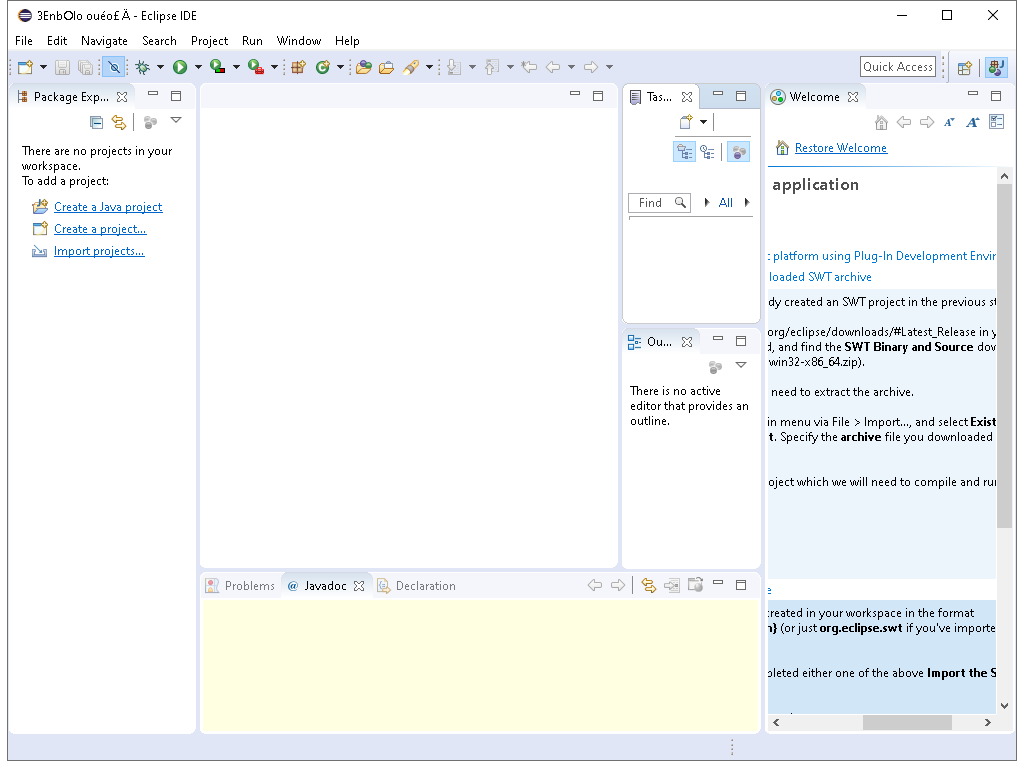 3EnbOlo ouéo£Ä - Eclipse IDE
File Edit Navigate Search Project Run Window Help
Quick Access
Package Exp...
There are no projects in your
workspace.
To add a project:
Create a Java project
Create a project...
Import projects...
Tas...
Find
All
Ou...
There is no active
editor that provides an
outline.
Problems @ Javadoc Declaration
Welcome
Restore Welcome
application
t platform using Plug-In Development Envir
loaded SWT archive
dy created an SWT project in the previous st
org/eclipse/downloads/#Latest_Release in y
d, and find the SWT Binary and Source dow
win32-x86_64.zip).
need to extract the archive.
in menu via File > Import..., and select Exist
t. Specify the archive file you downloaded
oject which we will need to compile and run
e
created in your workspace in the format
n} (or just org.eclipse.swt if you've importe
pleted either one of the above Import the S